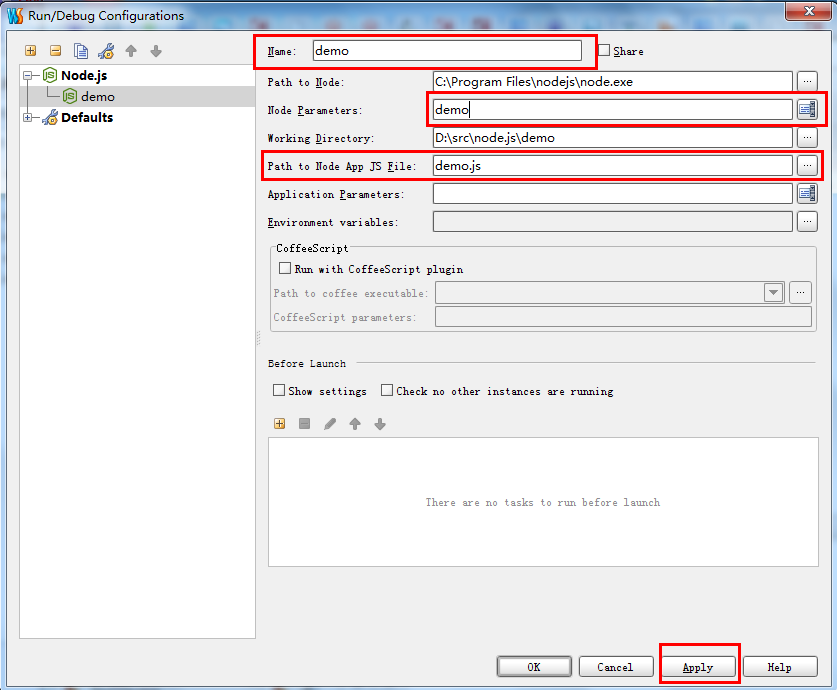 Run/Debug Configurations
Name: demo Share
Node.js
demo
Defaults
Path to Node: C:\Program Files\nodejs\node.exe ...
Node Parameters: demo
Working Directory: D:\src\node.js\demo ...
Path to Node App JS File: demo.js ...
Application Parameters:
Environment variables: ...
CoffeeScript
Run with CoffeeScript plugin
Path to coffee executable: ...
CoffeeScript parameters:
Before Launch
Show settings Check no other instances are running
There are no tasks to run before launch
OK Cancel Apply Help